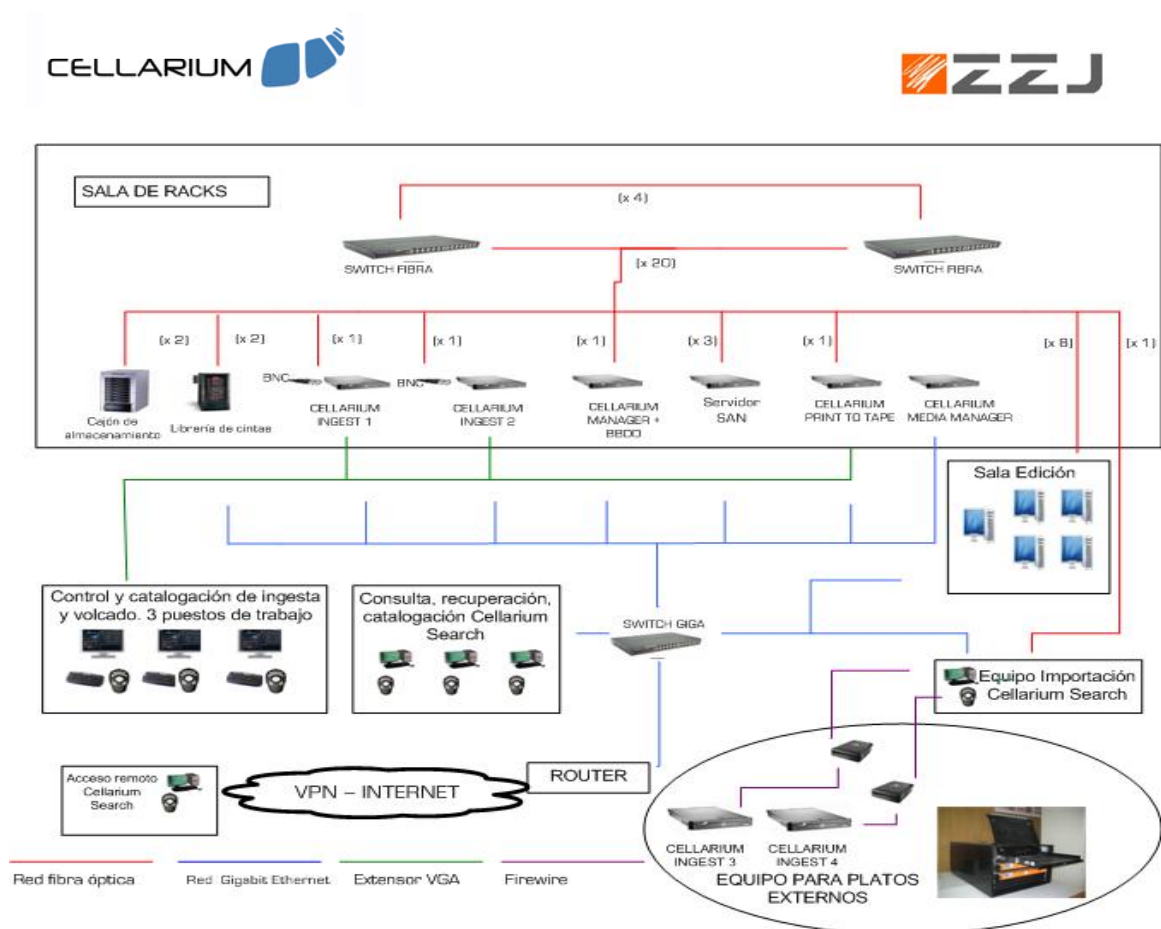 CELLARIUM
ZZJ
SALA DE RACKS
(x 4)
SWITCH FIBRA
(x 20)
SWITCH FIBRA
(x 2)
(x 2)
(x 1)
(x 1)
(x 1)
(x 3)
(x 1)
(x 8)
(x 1)
BNC
BNC
Cajón de
almacenamiento
Librería de cintas
CELLARIUM
INGEST 1
CELLARIUM
INGEST 2
CELLARIUM
MANAGER +
BBDD
Servidor
SAN
CELLARIUM
PRINT TO TAPE
CELLARIUM
MEDIA MANAGER
Sala Edición
Control y catalogación de ingesta
y volcado. 3 puestos de trabajo
Consulta, recuperación,
catalogación Cellarium
Search
SWITCH GIGA
Equipo Importación
Cellarium Search
Acceso remoto
Cellarium
Search
VPN – INTERNET
ROUTER
CELLARIUM
INGEST 3
CELLARIUM
INGEST 4
EQUIPO PARA PLATOS
EXTERNOS
Red fibra óptica
Red Gigabit Ethernet
Extensor VGA
Firewire